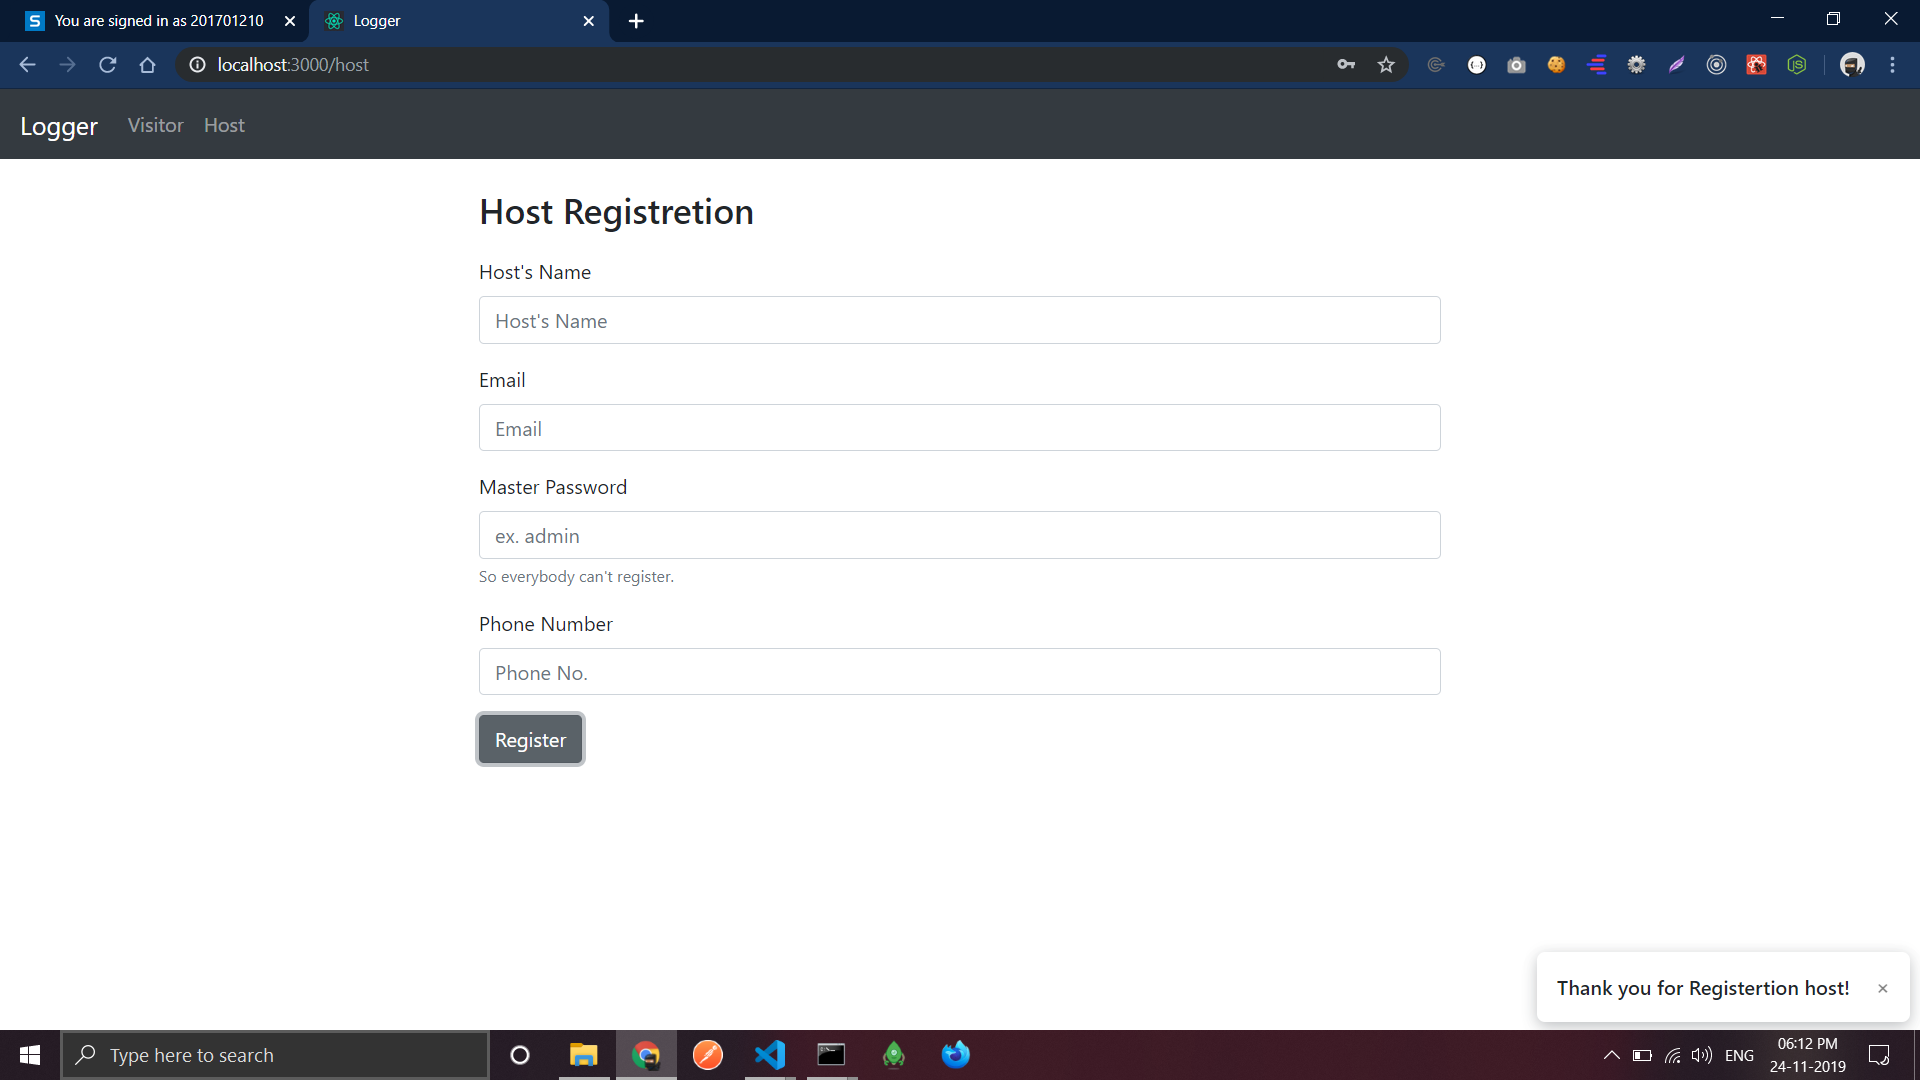 You are signed in as 201701210
Logger
localhost:3000/host
Logger Visitor Host
Host Registretion
Host's Name
Host's Name
Email
Email
Master Password
ex. admin
So everybody can't register.
Phone Number
Phone No.
Register
Thank you for Registertion host!
Type here to search
ENG
06:12 PM
24-11-2019